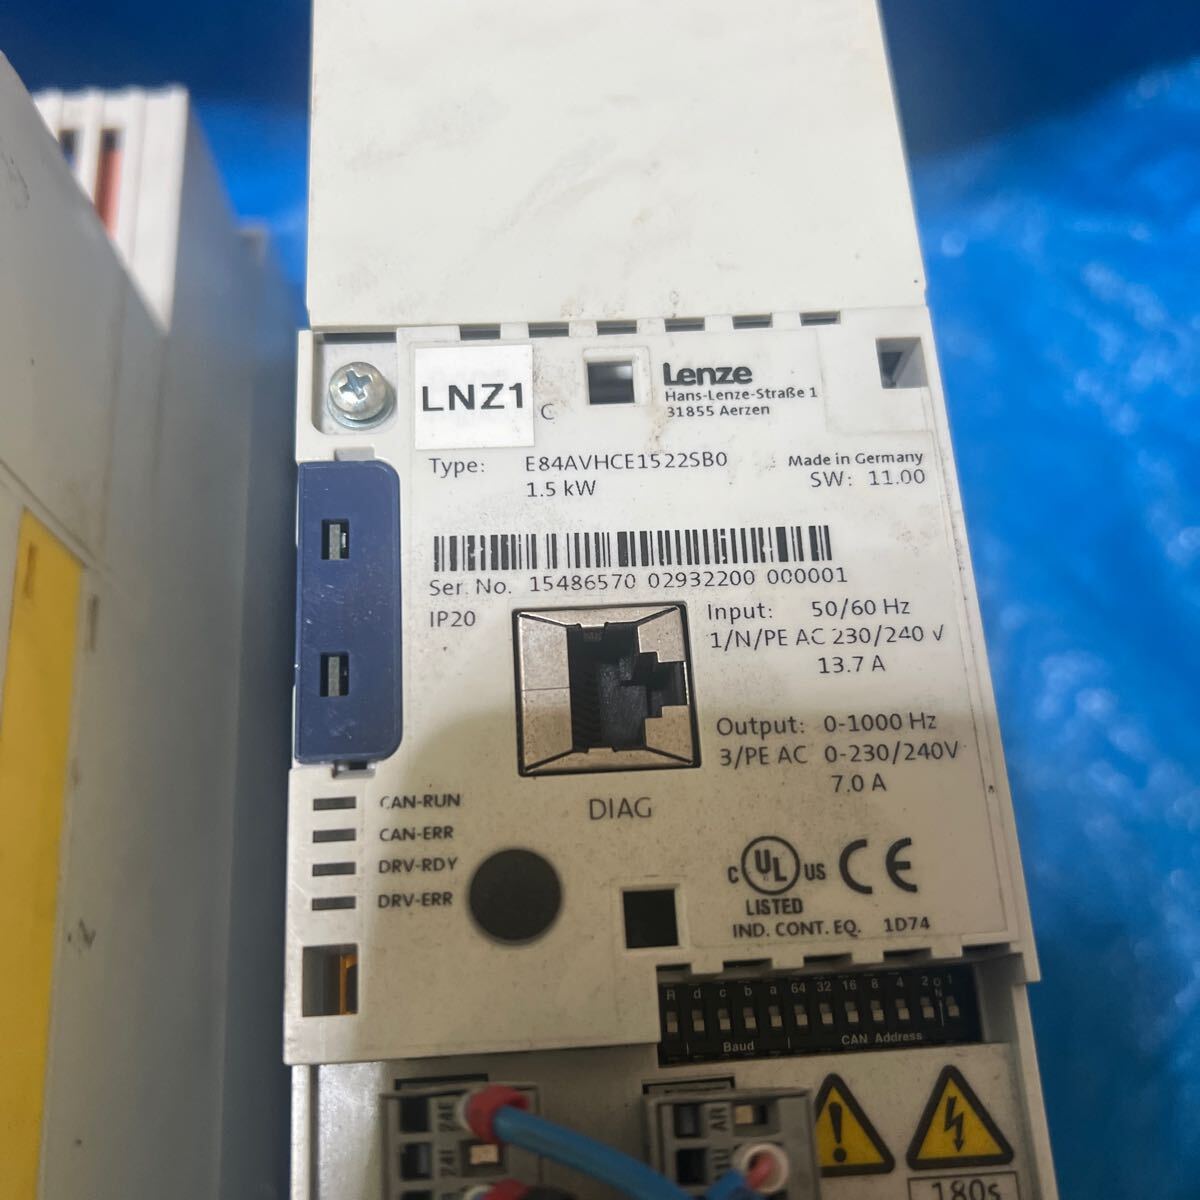 LNZ1
C
Lenze
Hans-Lenze-Straße 1
31855 Aerzen
Type: E84AVHCE1522SB0
1.5 kW
Made in Germany
SW: 11.00
Ser. No. 15486570 02932200 000001
IP20
Input: 50/60 Hz
1/N/PE AC 230/240 V
13.7 A
Output: 0-1000 Hz
3/PE AC 0-230/240V
7.0 A
DIAG
CAN-RUN
CAN-ERR
DRV-RDY
DRV-ERR
C UL US
LISTED
IND. CONT. EQ. 1D74
CE
R d c b a 64 32 16 8 4 2 1
ON
Baud CAN Address
24E
24I
AR
180s